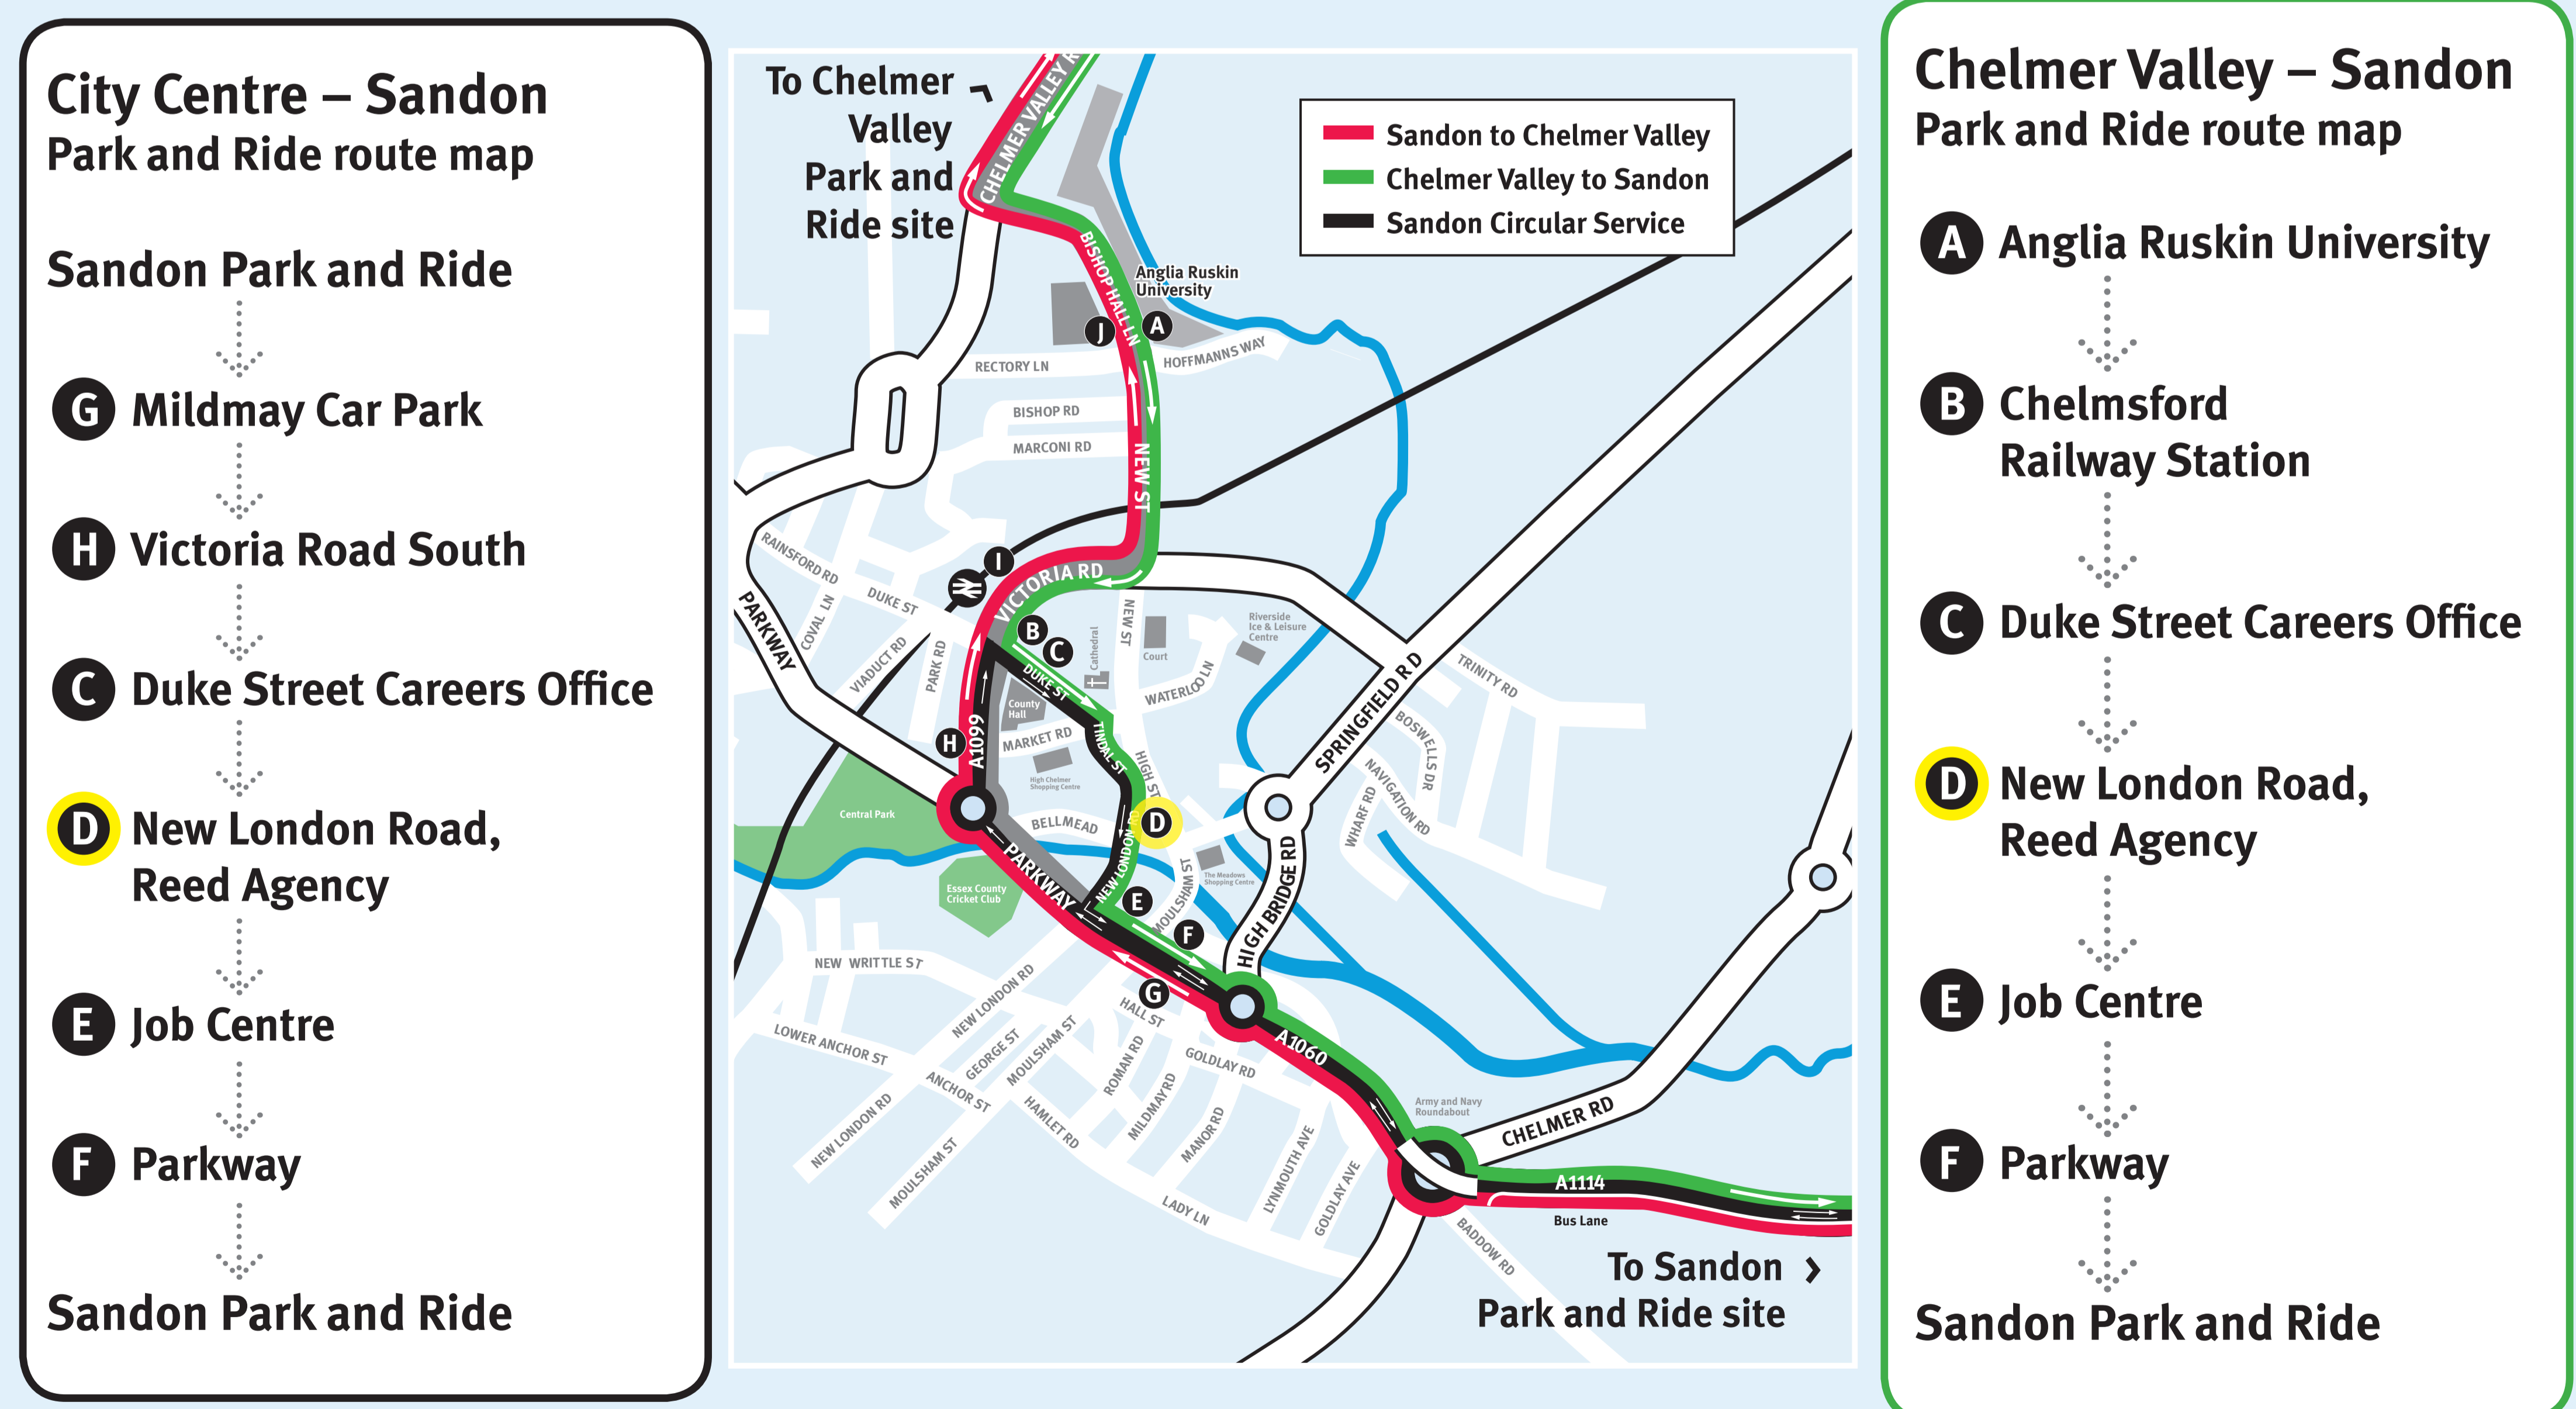 City Centre – Sandon
Park and Ride route map
Sandon Park and Ride
G Mildmay Car Park
H Victoria Road South
C Duke Street Careers Office
D New London Road,
Reed Agency
E Job Centre
F Parkway
Sandon Park and Ride
To Chelmer
Valley
Park and
Ride site
CHELMER VALLEY R
Sandon to Chelmer Valley
Chelmer Valley to Sandon
Sandon Circular Service
BISHOP HALL LN
Anglia Ruskin
University
J
A
RECTORY LN
HOFFMANNS WAY
BISHOP RD
MARCONI RD
NEW ST
RAINSFORD RD
I
VICTORIA RD
DUKE ST
COVAL LN
PARKWAY
VIADUCT RD
PARK RD
B
C
DUKE ST
Cathedral
NEW ST
Court
Riverside
Ice & Leisure
Centre
WATERLOO LN
TRINITY RD
SPRINGFIELD RD
BOSWELLS DR
County
Hall
MARKET RD
TINDAL ST
HIGH ST
H
A1099
High Chelmer
Shopping Centre
NAVIGATION RD
WHARF RD
Central Park
BELLMEAD
D
NEW LONDON RD
PARKWAY
MOULSHAM ST
The Meadows
Shopping Centre
HIGH BRIDGE RD
Essex County
Cricket Club
E
F
G
NEW WRITTLE ST
NEW LONDON RD
HALL ST
LOWER ANCHOR ST
GEORGE ST
MOULSHAM ST
ROMAN RD
GOLDLAY RD
A1060
ANCHOR ST
HAMLET RD
MILDMAY RD
MANOR RD
NEW LONDON RD
MOULSHAM ST
LADY LN
LYNMOUTH AVE
GOLDLAY AVE
Army and Navy
Roundabout
CHELMER RD
A1114
Bus Lane
BADDOW RD
To Sandon
Park and Ride site
Chelmer Valley – Sandon
Park and Ride route map
A Anglia Ruskin University
B Chelmsford
Railway Station
C Duke Street Careers Office
D New London Road,
Reed Agency
E Job Centre
F Parkway
Sandon Park and Ride